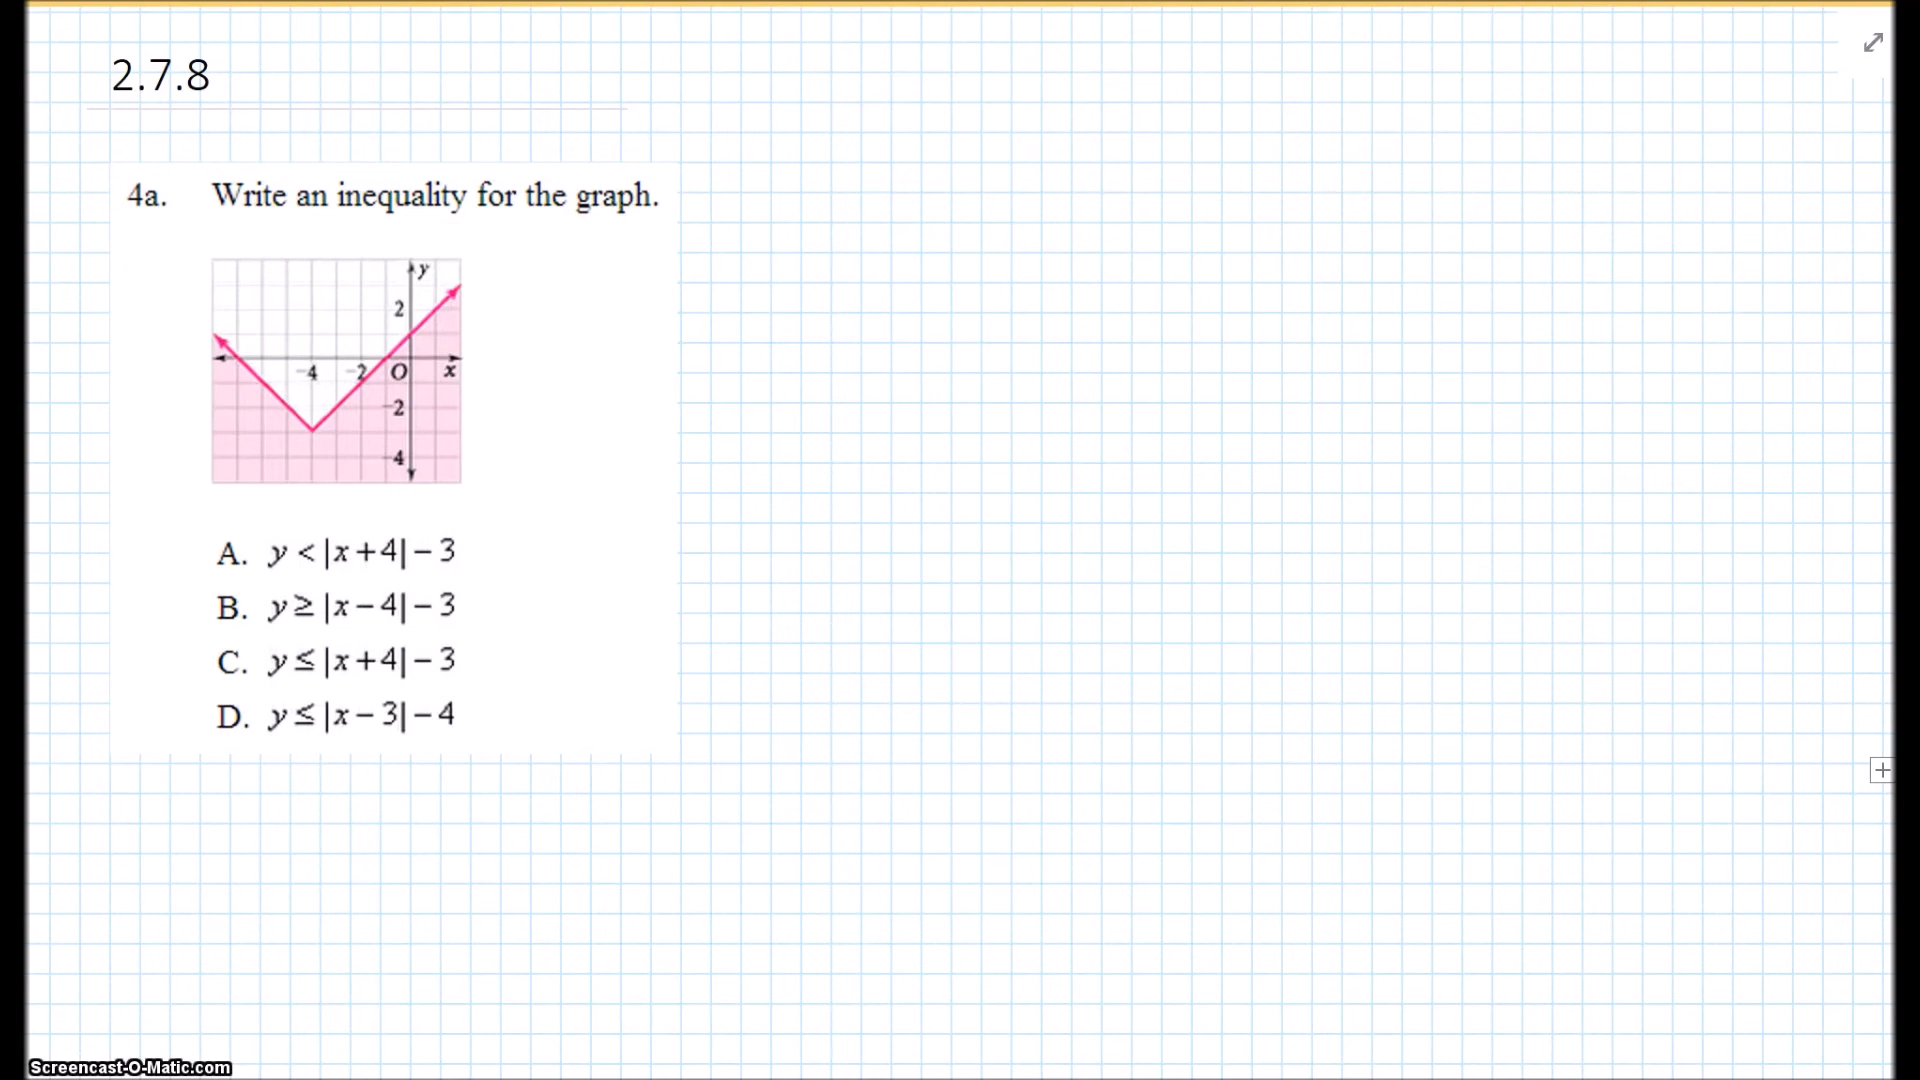 2.7.8
4a. Write an inequality for the graph.
y
2
-4 -2 O x
-2
-4
A. y < |x+4| − 3
B. y ≥ |x − 4| − 3
C. y ≤ |x+4| − 3
D. y ≤ |x − 3| − 4
Screencast-O-Matic.com